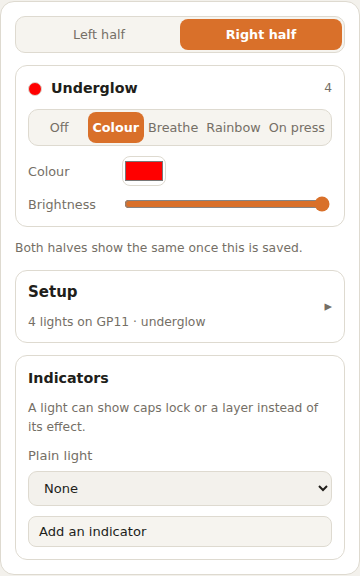 Left half
Right half
Underglow
4
Off
Colour
Breathe
Rainbow
On press
Colour
Brightness
Both halves show the same once this is saved.
Setup
4 lights on GP11 · underglow
Indicators
A light can show caps lock or a layer instead of
its effect.
Plain light
None
Add an indicator